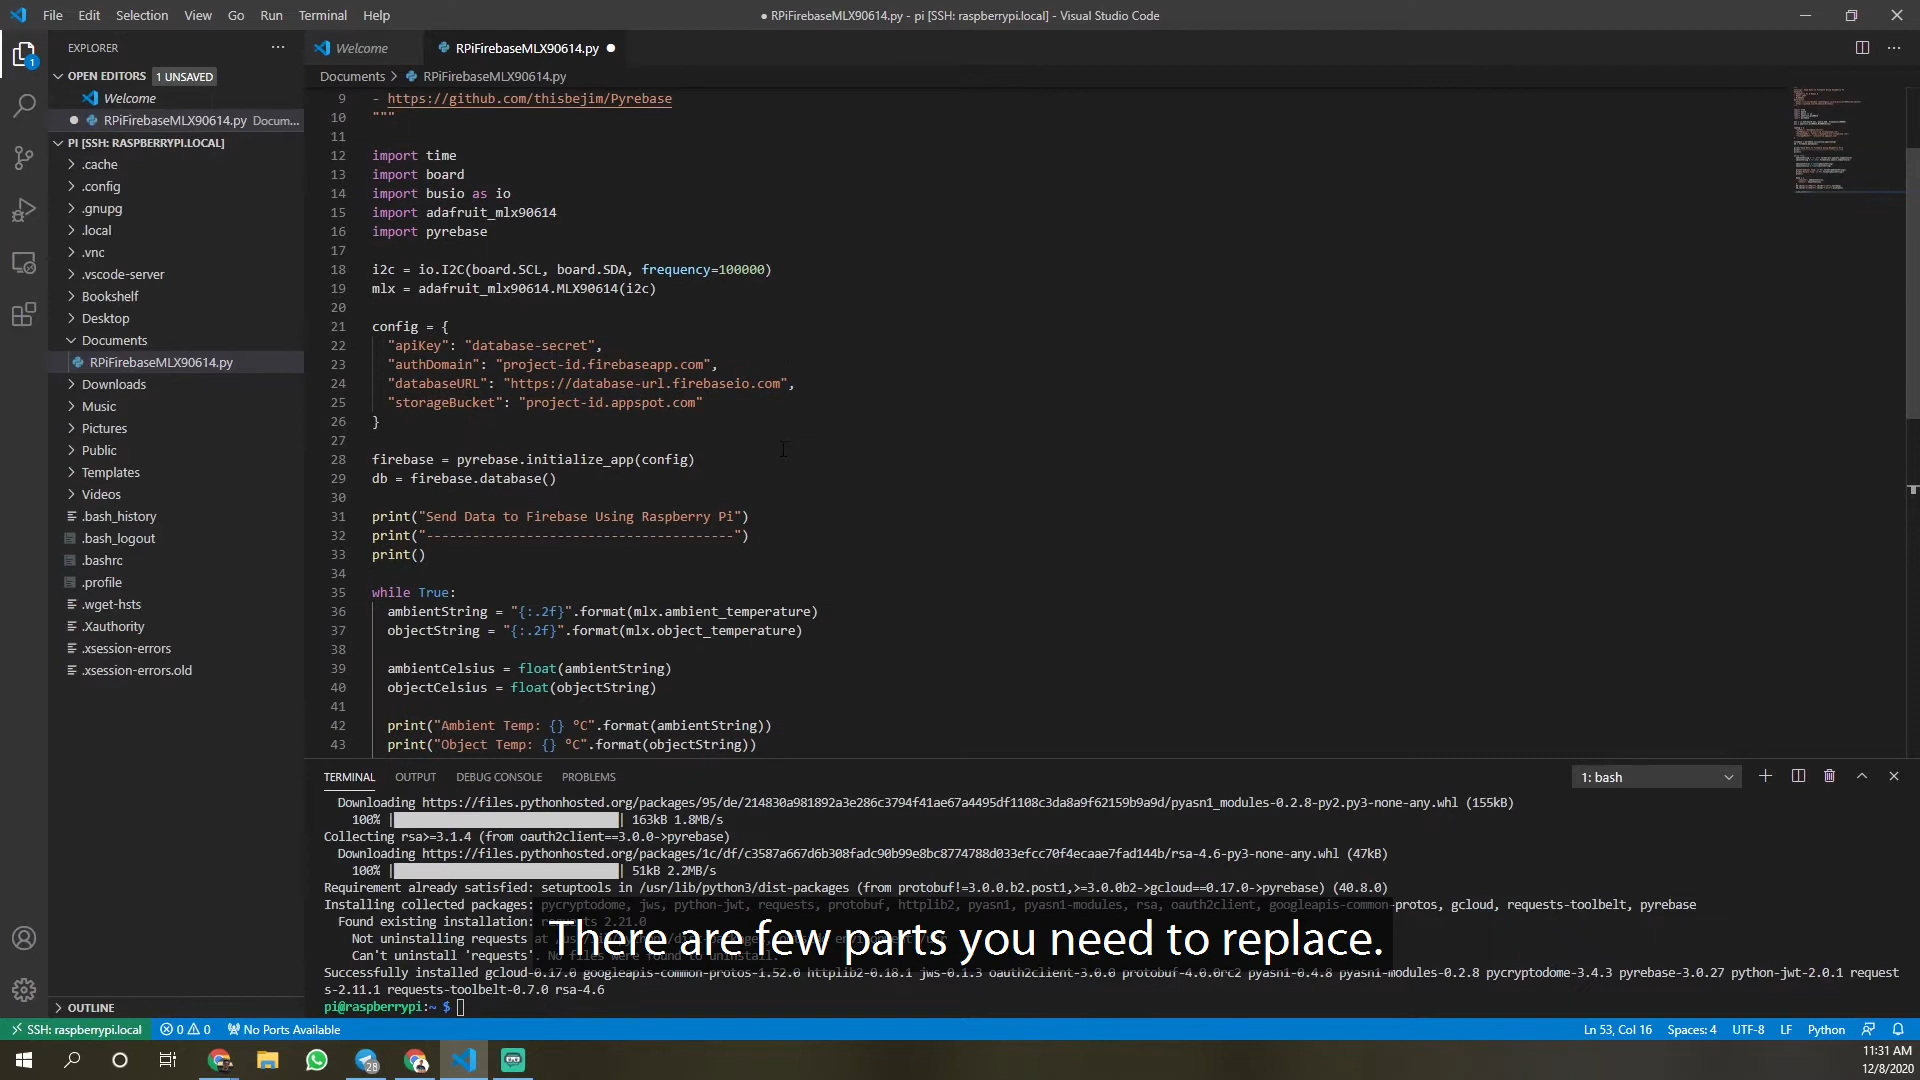 File Edit Selection View Go Run Terminal Help
● RPiFirebaseMLX90614.py - pi [SSH: raspberrypi.local] - Visual Studio Code
EXPLORER
Welcome
RPiFirebaseMLX90614.py
OPEN EDITORS 1 UNSAVED
Welcome
RPiFirebaseMLX90614.py Docum...
PI [SSH: RASPBERRYPI.LOCAL]
.cache
.config
.gnupg
.local
.vnc
.vscode-server
Bookshelf
Desktop
Documents
RPiFirebaseMLX90614.py
Downloads
Music
Pictures
Public
Templates
Videos
.bash_history
.bash_logout
.bashrc
.profile
.wget-hsts
.Xauthority
.xsession-errors
.xsession-errors.old
OUTLINE
Documents > RPiFirebaseMLX90614.py
9 - https://github.com/thisbejim/Pyrebase
10 """
11
12 import time
13 import board
14 import busio as io
15 import adafruit_mlx90614
16 import pyrebase
17
18 i2c = io.I2C(board.SCL, board.SDA, frequency=100000)
19 mlx = adafruit_mlx90614.MLX90614(i2c)
20
21 config = {
22 "apiKey": "database-secret",
23 "authDomain": "project-id.firebaseapp.com",
24 "databaseURL": "https://database-url.firebaseio.com",
25 "storageBucket": "project-id.appspot.com"
26 }
27
28 firebase = pyrebase.initialize_app(config)
29 db = firebase.database()
30
31 print("Send Data to Firebase Using Raspberry Pi")
32 print("----------------------------------------")
33 print()
34
35 while True:
36 ambientString = "{:.2f}".format(mlx.ambient_temperature)
37 objectString = "{:.2f}".format(mlx.object_temperature)
38
39 ambientCelsius = float(ambientString)
40 objectCelsius = float(objectString)
41
42 print("Ambient Temp: {} °C".format(ambientString))
43 print("Object Temp: {} °C".format(objectString))
TERMINAL OUTPUT DEBUG CONSOLE PROBLEMS
1: bash
Downloading https://files.pythonhosted.org/packages/95/de/214830a981892a3e286c3794f41ae67a4495df1108c3da8a9f62159b9a9d/pyasn1_modules-0.2.8-py2.py3-none-any.whl (155kB)
100% | | 163kB 1.8MB/s
Collecting rsa>=3.1.4 (from oauth2client==3.0.0->pyrebase)
Downloading https://files.pythonhosted.org/packages/1c/df/c3587a667d6b308fadc90b99e8bc8774788d033efcc70f4ecaae7fad144b/rsa-4.6-py3-none-any.whl (47kB)
100% | | 51kB 2.2MB/s
Requirement already satisfied: setuptools in /usr/lib/python3/dist-packages (from protobuf!=3.0.0.b2.post1,>=3.0.0b2->gcloud==0.17.0->pyrebase) (40.8.0)
Installing collected packages: pycryptodome, jws, python-jwt, requests, protobuf, httplib2, pyasn1, pyasn1-modules, rsa, oauth2client, googleapis-common-protos, gcloud, requests-toolbelt, pyrebase
Found existing installation: requests 2.21.0
Not uninstalling requests at
Can't uninstall 'requests'. No files were found to uninstall.
Successfully installed gcloud-0.17.0 googleapis-common-protos-1.52.0 httplib2-0.18.1 jws-0.1.3 oauth2client-3.0.0 protobuf-4.0.0rc2 pyasn1-0.4.8 pyasn1-modules-0.2.8 pycryptodome-3.4.3 pyrebase-3.0.27 python-jwt-2.0.1 request
s-2.11.1 requests-toolbelt-0.7.0 rsa-4.6
pi@raspberrypi:~ $
There are few parts you need to replace.
SSH: raspberrypi.local 0 0 No Ports Available
Ln 53, Col 16 Spaces: 4 UTF-8 LF Python
28
11:31 AM
12/8/2020